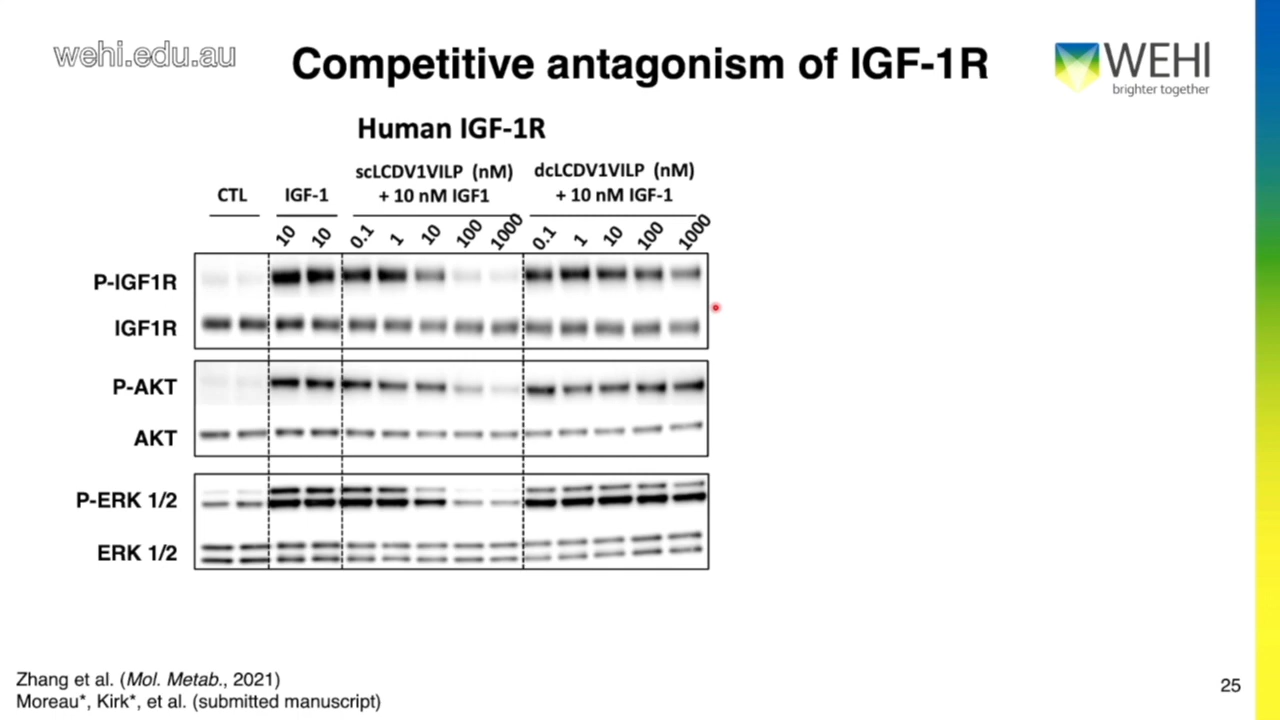 wehi.edu.au
Competitive antagonism of IGF-1R
WEHI
brighter together
Human IGF-1R
scLCDV1VILP (nM)
+ 10 nM IGF1
dcLCDV1VILP (nM)
+ 10 nM IGF-1
CTL
IGF-1
10 10 0.1 1 10 100 1000 0.1 1 10 100 1000
P-IGF1R
IGF1R
P-AKT
AKT
P-ERK 1/2
ERK 1/2
Zhang et al. (Mol. Metab., 2021)
Moreau*, Kirk*, et al. (submitted manuscript)
25